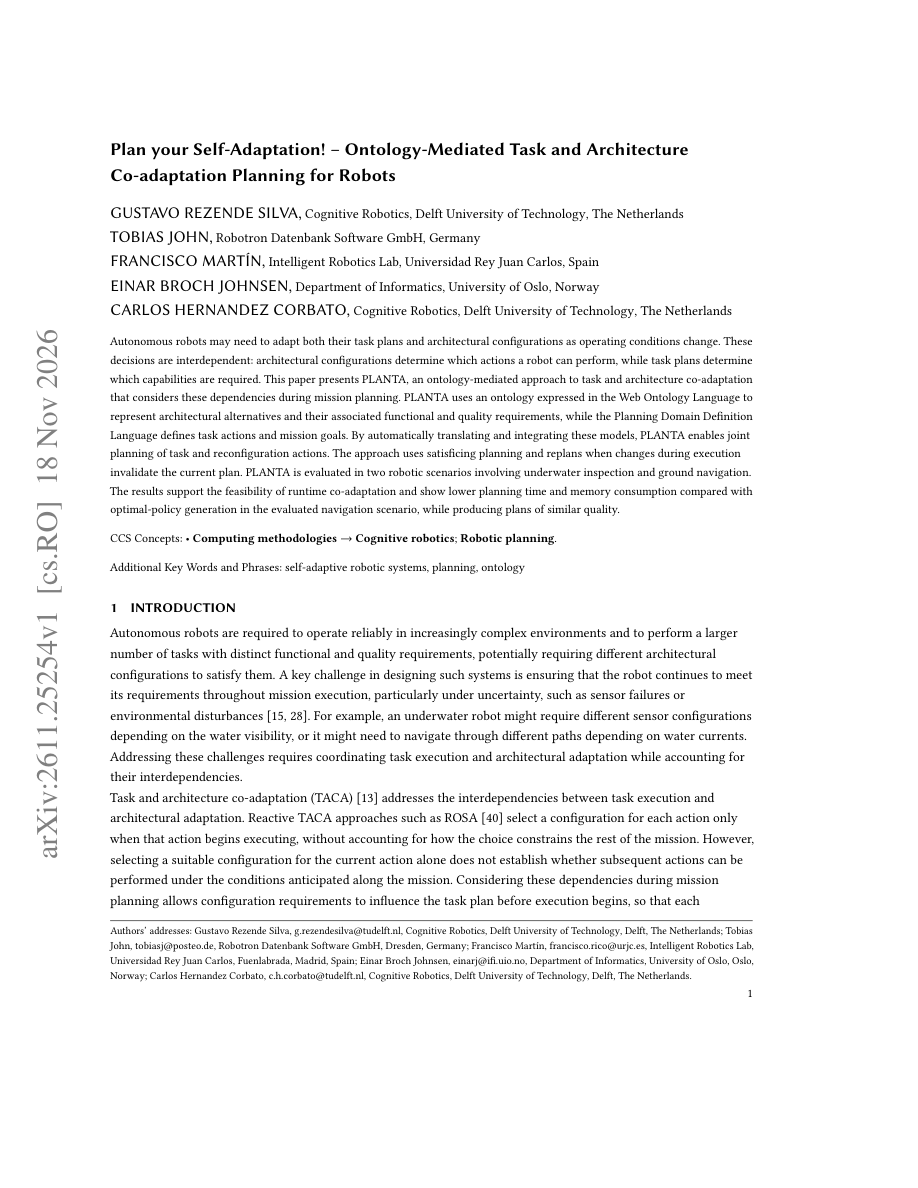 arXiv:2611.25254v1 [cs.RO] 18 Nov 2026
Plan your Self-Adaptation! – Ontology-Mediated Task and Architecture
Co-adaptation Planning for Robots
GUSTAVO REZENDE SILVA, Cognitive Robotics, Delft University of Technology, The Netherlands
TOBIAS JOHN, Robotron Datenbank Software GmbH, Germany
FRANCISCO MARTÍN, Intelligent Robotics Lab, Universidad Rey Juan Carlos, Spain
EINAR BROCH JOHNSEN, Department of Informatics, University of Oslo, Norway
CARLOS HERNANDEZ CORBATO, Cognitive Robotics, Delft University of Technology, The Netherlands
Autonomous robots may need to adapt both their task plans and architectural configurations as operating conditions change. These
decisions are interdependent: architectural configurations determine which actions a robot can perform, while task plans determine
which capabilities are required. This paper presents PLANTA, an ontology-mediated approach to task and architecture co-adaptation
that considers these dependencies during mission planning. PLANTA uses an ontology expressed in the Web Ontology Language to
represent architectural alternatives and their associated functional and quality requirements, while the Planning Domain Definition
Language defines task actions and mission goals. By automatically translating and integrating these models, PLANTA enables joint
planning of task and reconfiguration actions. The approach uses satisficing planning and replans when changes during execution
invalidate the current plan. PLANTA is evaluated in two robotic scenarios involving underwater inspection and ground navigation.
The results support the feasibility of runtime co-adaptation and show lower planning time and memory consumption compared with
optimal-policy generation in the evaluated navigation scenario, while producing plans of similar quality.
CCS Concepts: • Computing methodologies → Cognitive robotics; Robotic planning.
Additional Key Words and Phrases: self-adaptive robotic systems, planning, ontology
1 INTRODUCTION
Autonomous robots are required to operate reliably in increasingly complex environments and to perform a larger
number of tasks with distinct functional and quality requirements, potentially requiring different architectural
configurations to satisfy them. A key challenge in designing such systems is ensuring that the robot continues to meet
its requirements throughout mission execution, particularly under uncertainty, such as sensor failures or
environmental disturbances [15, 28]. For example, an underwater robot might require different sensor configurations
depending on the water visibility, or it might need to navigate through different paths depending on water currents.
Addressing these challenges requires coordinating task execution and architectural adaptation while accounting for
their interdependencies.
Task and architecture co-adaptation (TACA) [13] addresses the interdependencies between task execution and
architectural adaptation. Reactive TACA approaches such as ROSA [40] select a configuration for each action only
when that action begins executing, without accounting for how the choice constrains the rest of the mission. However,
selecting a suitable configuration for the current action alone does not establish whether subsequent actions can be
performed under the conditions anticipated along the mission. Considering these dependencies during mission
planning allows configuration requirements to influence the task plan before execution begins, so that each
Authors' addresses: Gustavo Rezende Silva, g.rezendesilva@tudelft.nl, Cognitive Robotics, Delft University of Technology, Delft, The Netherlands; Tobias
John, tobiasj@posteo.de, Robotron Datenbank Software GmbH, Dresden, Germany; Francisco Martín, francisco.rico@urjc.es, Intelligent Robotics Lab,
Universidad Rey Juan Carlos, Fuenlabrada, Madrid, Spain; Einar Broch Johnsen, einarj@ifi.uio.no, Department of Informatics, University of Oslo, Oslo,
Norway; Carlos Hernandez Corbato, c.h.corbato@tudelft.nl, Cognitive Robotics, Delft University of Technology, Delft, The Netherlands.
1